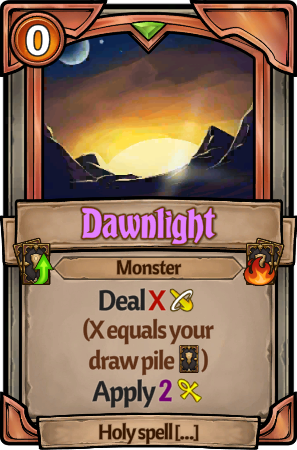 0
Dawnlight
Monster
Deal X
(X equals your
draw pile )
Apply 2
Holy spell [...]